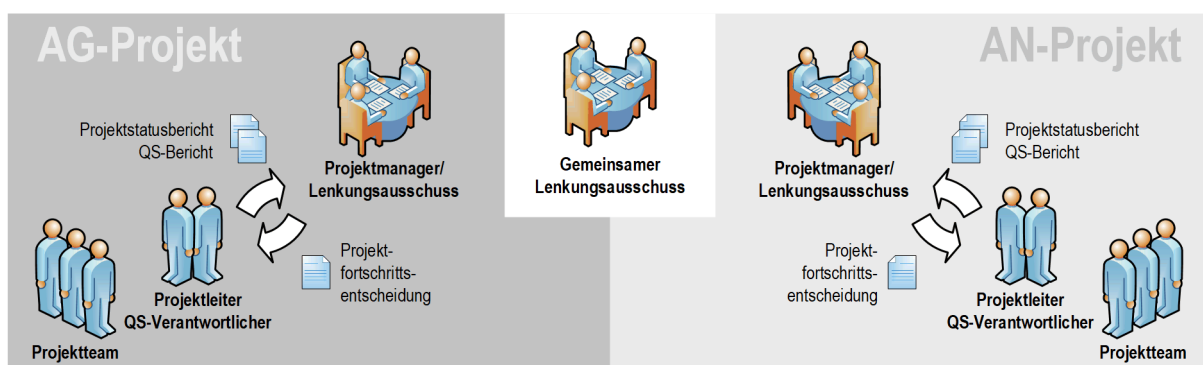 AG-Projekt
Projektstatusbericht
QS-Bericht
Projektmanager/
Lenkungsausschuss
Projekt-
fortschritts-
entscheidung
Projektleiter
QS-Verantwortlicher
Projektteam
Gemeinsamer
Lenkungsausschuss
AN-Projekt
Projektmanager/
Lenkungsausschuss
Projektstatusbericht
QS-Bericht
Projekt-
fortschritts-
entscheidung
Projektleiter
QS-Verantwortlicher
Projektteam